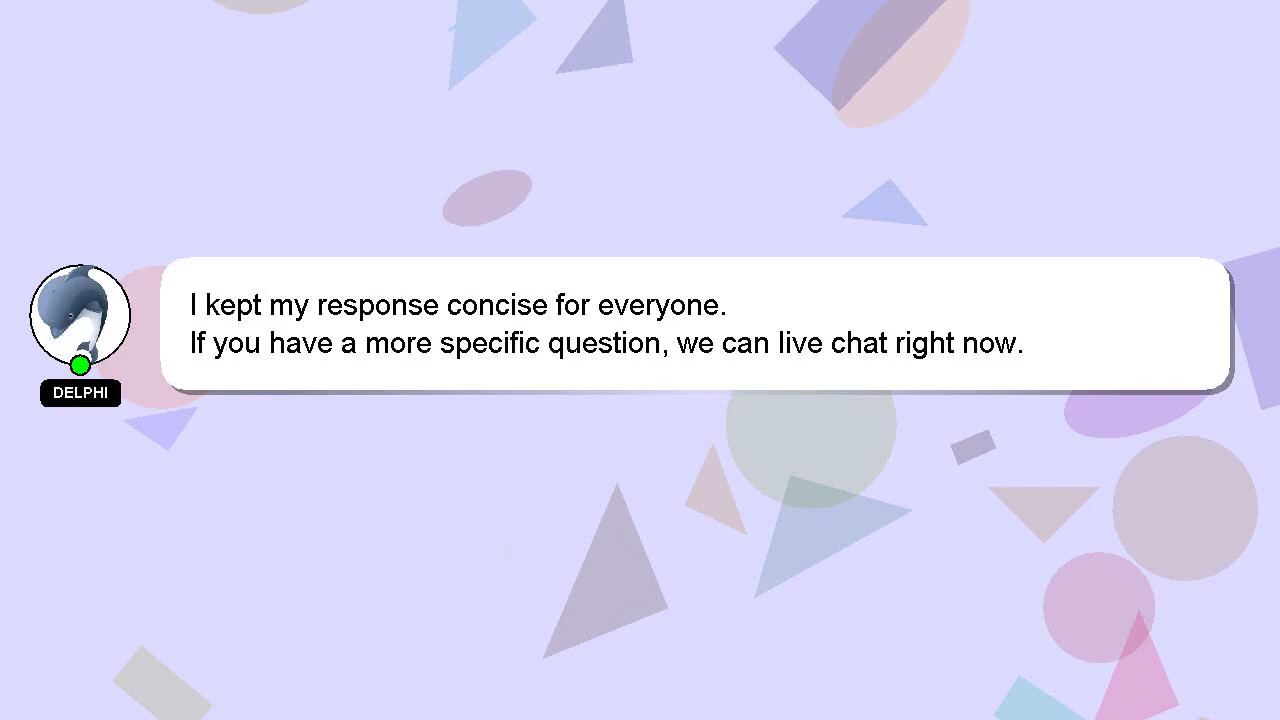 I kept my response concise for everyone.
If you have a more specific question, we can live chat right now.
DELPHI